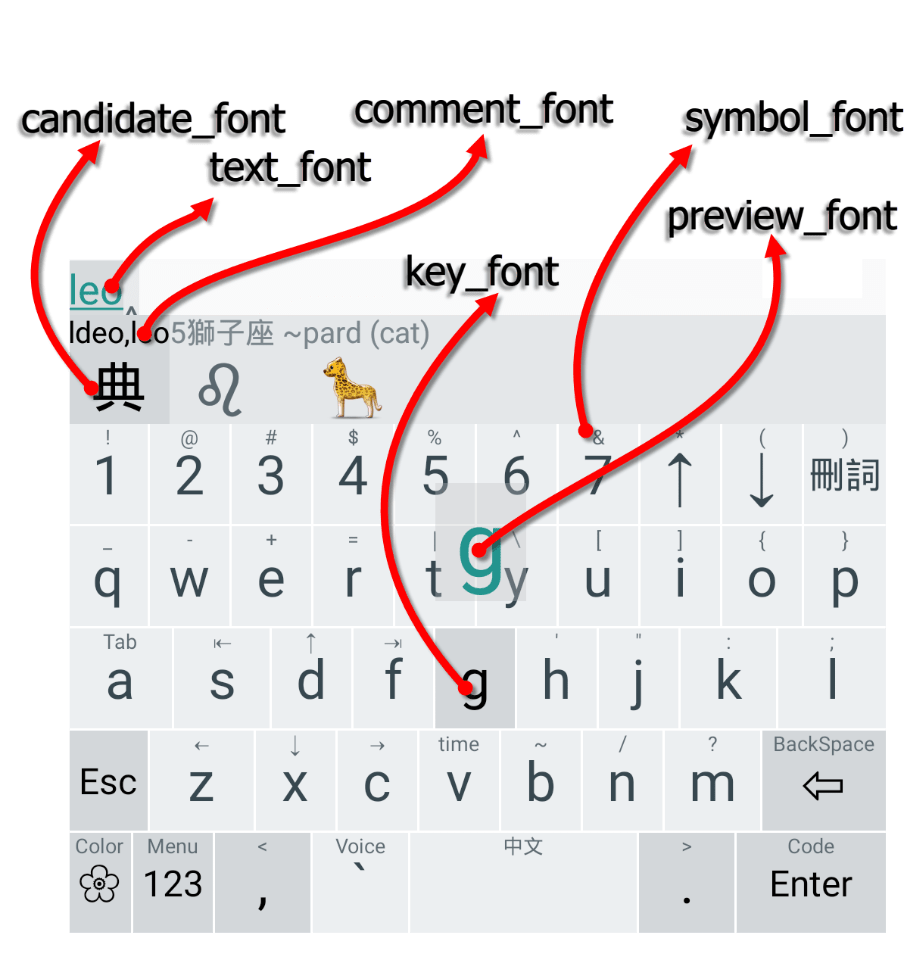 candidate_font
comment_font
symbol_font
text_font
preview_font
key_font
leo‸
ldeo,leo5獅子座 ~pard (cat)
典 ♌ 🐆
! @ # $ % ^ & * ( )
1 2 3 4 5 6 7 ↑ ↓ 刪詞
_ - + = | \ [ ] { }
q w e r t g y u i o p
Tab ⇤ ↑ ⇥ ' " : ;
a s d f g h j k l
← ↓ → time ~ / ? BackSpace
Esc z x c v b n m ⇦
Color Menu < Voice 中文 > Code
123 , ` . Enter